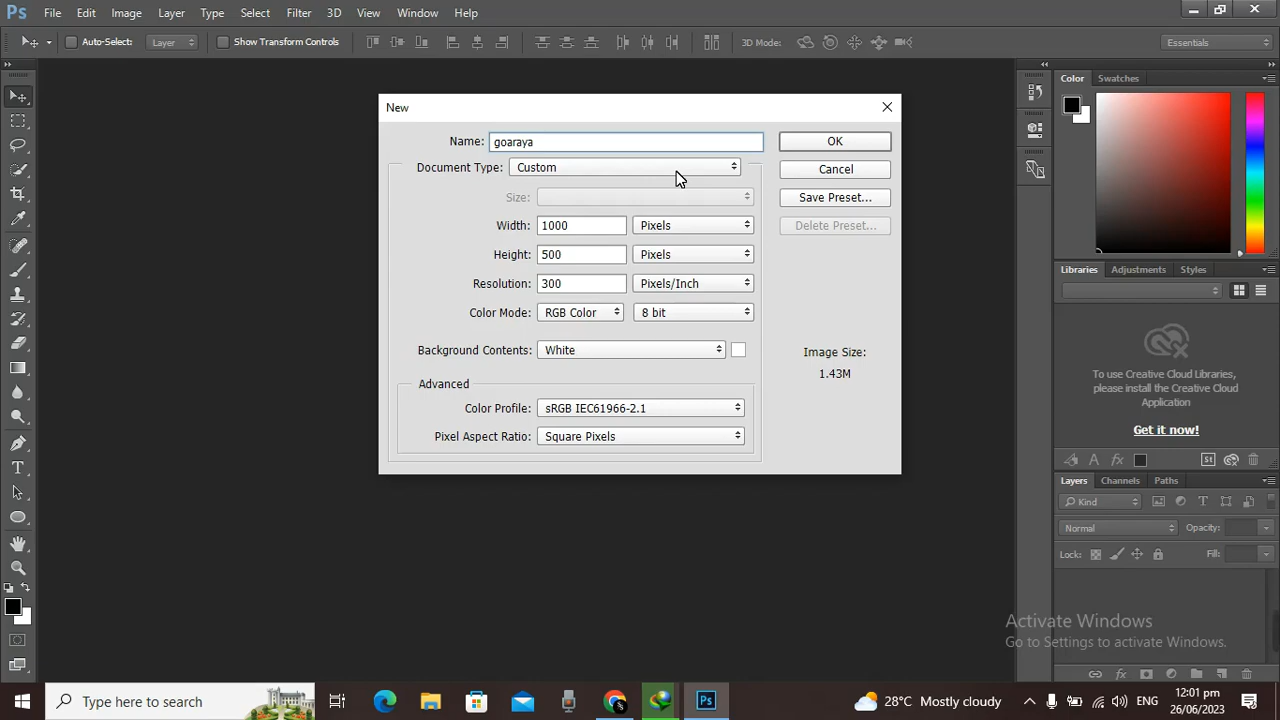 Ps File Edit Image Layer Type Select Filter 3D View Window Help
Auto-Select: Layer Show Transform Controls 3D Mode: Essentials
New
Name: goaraya OK
Document Type: Custom Cancel
Size: Save Preset...
Width: 1000 Pixels Delete Preset...
Height: 500 Pixels
Resolution: 300 Pixels/Inch
Color Mode: RGB Color 8 bit
Background Contents: White
Image Size:
1.43M
Advanced
Color Profile: sRGB IEC61966-2.1
Pixel Aspect Ratio: Square Pixels
Color Swatches
Libraries Adjustments Styles
To use Creative Cloud Libraries,
please install the Creative Cloud
Application
Get it now!
St
Layers Channels Paths
Kind
Normal Opacity:
Lock: Fill:
Activate Windows
Go to Settings to activate Windows.
Type here to search
Ps
28°C Mostly cloudy
ENG
12:01 pm
26/06/2023